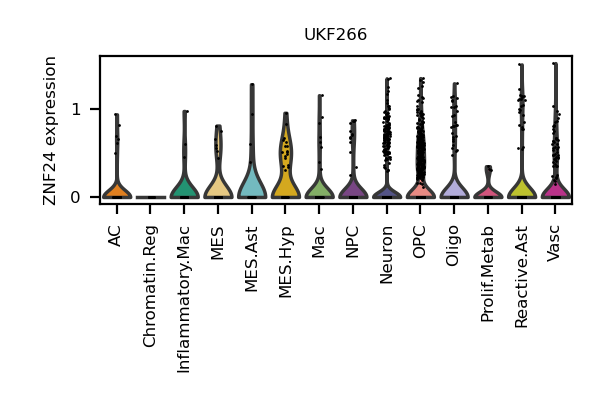 UKF266
ZNF24 expression
1
0
AC
Chromatin.Reg
Inflammatory.Mac
MES
MES.Ast
MES.Hyp
Mac
NPC
Neuron
OPC
Oligo
Prolif.Metab
Reactive.Ast
Vasc